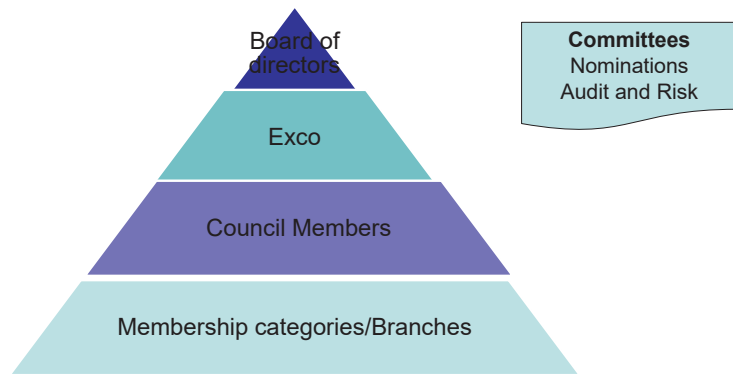 Board of
directors
Exco
Council Members
Membership categories/Branches
Committees
Nominations
Audit and Risk